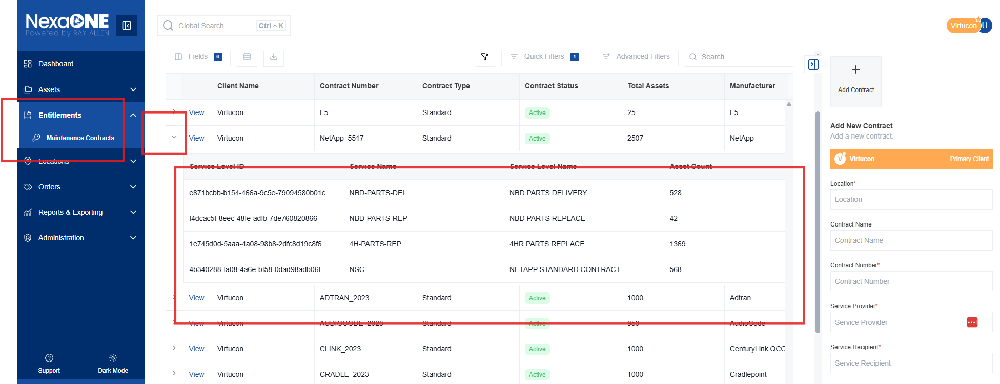 NexaONE
Powered by RAY ALLEN
Global Search...
Ctrl ^ K
Virtucon
U
Dashboard
Assets
Entitlements
Maintenance Contracts
Locations
Orders
Reports & Exporting
Administration
Support
Dark Mode
Fields 6
Quick Filters 1
Advanced Filters
Search
Client Name Contract Number Contract Type Contract Status Total Assets Manufacturer
View Virtucon F5 Standard Active 25 F5
View Virtucon NetApp_5517 Standard Active 2507 NetApp
Service Level ID Service Name Service Level Name Asset Count
e871bcbb-b154-466a-9c5e-79094580b01c NBD-PARTS-DEL NBD PARTS DELIVERY 528
f4dcac5f-8eec-48fe-adfb-7de760820866 NBD-PARTS-REP NBD PARTS REPLACE 42
1e745d0d-5aaa-4a08-98b8-2dfc8d19c8f6 4H-PARTS-REP 4HR PARTS REPLACE 1369
4b340288-fa08-4a6e-bf58-0dad98adb06f NSC NETAPP STANDARD CONTRACT 568
View Virtucon ADTRAN_2023 Standard Active 1000 Adtran
View Virtucon AUDIOCODE_2023 Standard Active 953 AudioCode
View Virtucon CLINK_2023 Standard Active 1000 CenturyLink QCC
View Virtucon CRADLE_2023 Standard Active 1000 Cradlepoint
Add Contract
Add New Contract
Add a new contract.
V Virtucon Primary Client
Location*
Location
Contract Name
Contract Name
Contract Number*
Contract Number
Service Provider*
Service Provider
Service Recipient*
Service Recipient